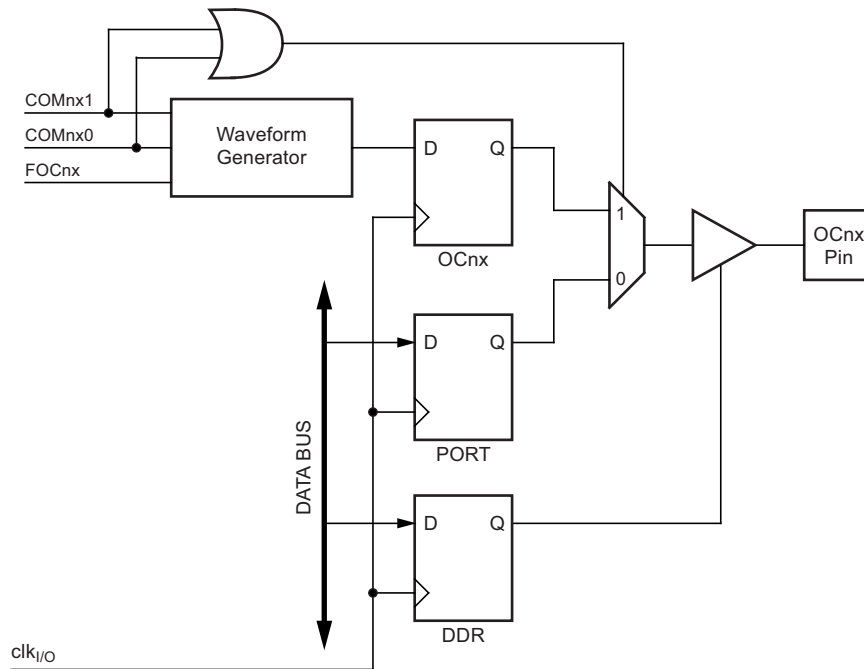 COMnx1
COMnx0
FOCnx
Waveform
Generator
D
Q
OCnx
1
0
OCnx
Pin
D
Q
PORT
DATA BUS
D
Q
DDR
clkI/O